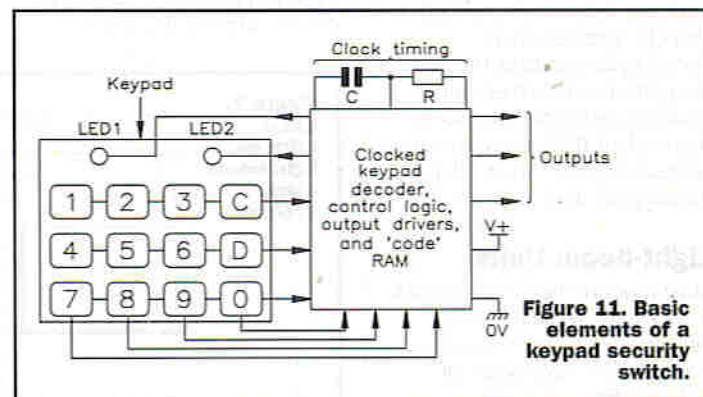 Clock timing
Keypad
C
R
LED1
LED2
Outputs
Clocked
keypad
decoder,
control logic,
output drivers,
and 'code'
RAM
1 2 3 C
4 5 6 D
7 8 9 0
V+
0V
Figure 11. Basic
elements of a
keypad security
switch.